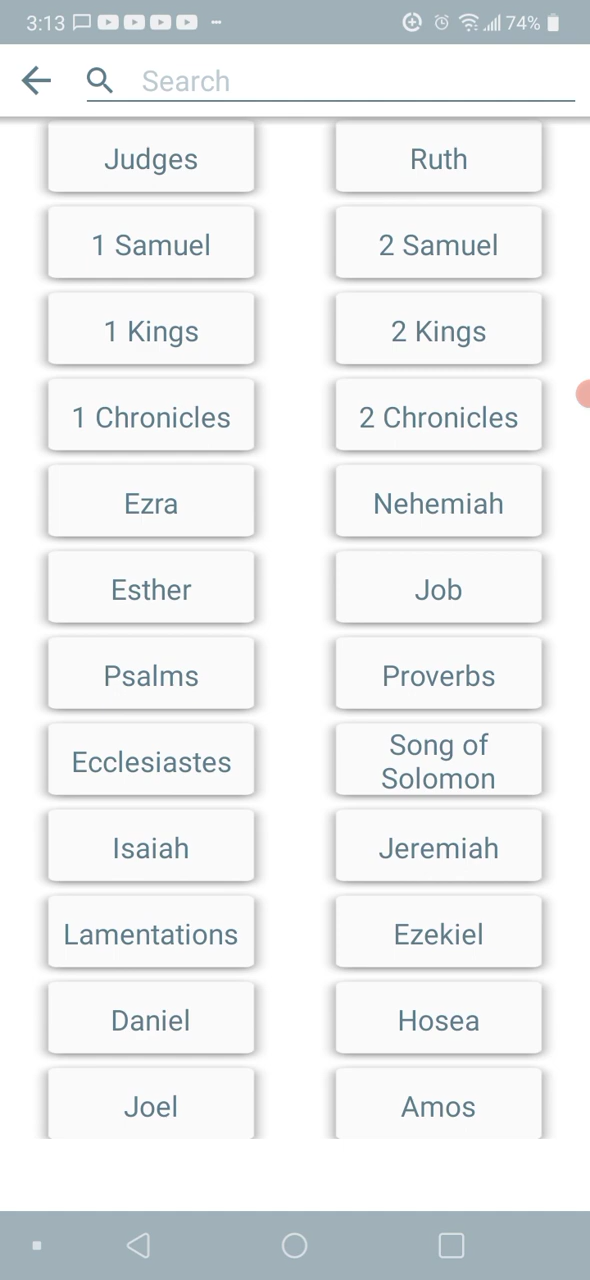 3:13 74%
Search
Judges Ruth
1 Samuel 2 Samuel
1 Kings 2 Kings
1 Chronicles 2 Chronicles
Ezra Nehemiah
Esther Job
Psalms Proverbs
Ecclesiastes Song of
Solomon
Isaiah Jeremiah
Lamentations Ezekiel
Daniel Hosea
Joel Amos